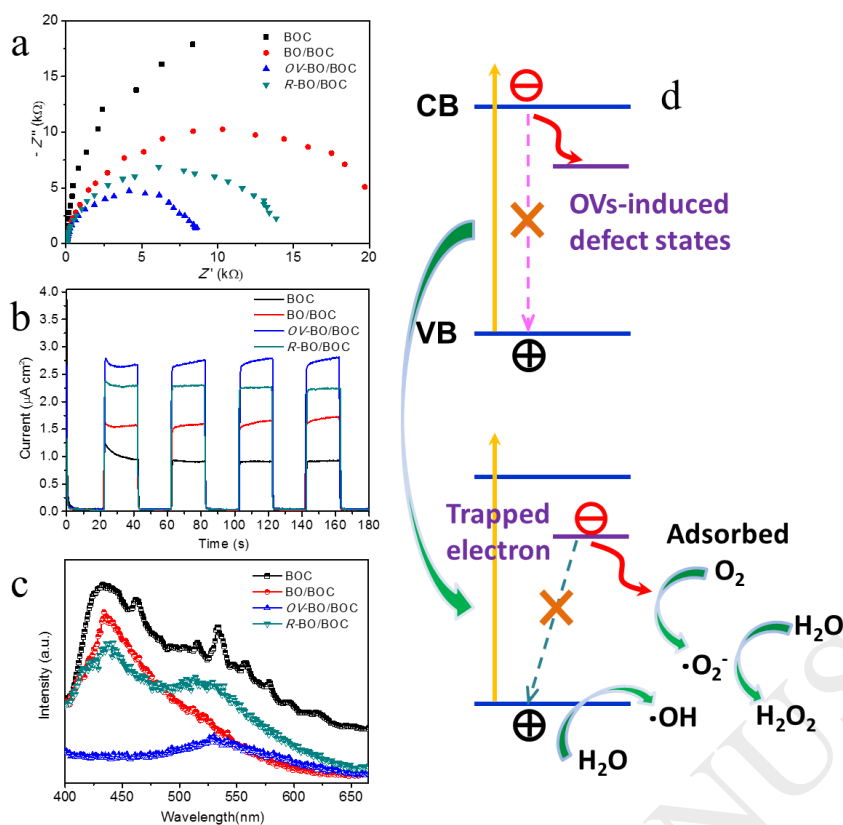 a
20
15
10
5
0
- Z'' (kΩ)
BOC
BO/BOC
OV-BO/BOC
R-BO/BOC
0 5 10 15 20
Z' (kΩ)
b
4.0
3.5
3.0
2.5
2.0
1.5
1.0
0.5
0.0
Current (μA cm²)
BOC
BO/BOC
OV-BO/BOC
R-BO/BOC
0 20 40 60 80 100 120 140 160 180
Time (s)
c
Intensity (a.u.)
BOC
BO/BOC
OV-BO/BOC
R-BO/BOC
400 450 500 550 600 650
Wavelength(nm)
d
CB
OVs-induced
defect states
VB
Trapped
electron
Adsorbed
O₂
H₂O
·O₂⁻
·OH
H₂O₂
H₂O
NUS